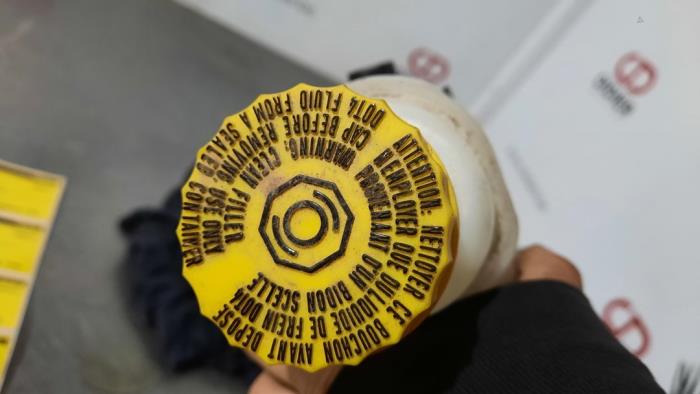 WARNING, CLEAN FILLER
CAP BEFORE REMOVING USE ONLY
DOT4 FLUID FROM A SEALED CONTAINER
ATTENTION: NETTOYER CE BOUCHON AVANT DEPOSE
N'EMPLOYER QUE DU LIQUIDE DE FREIN DOT4
PROVENANT D'UN BIDON SCELLE